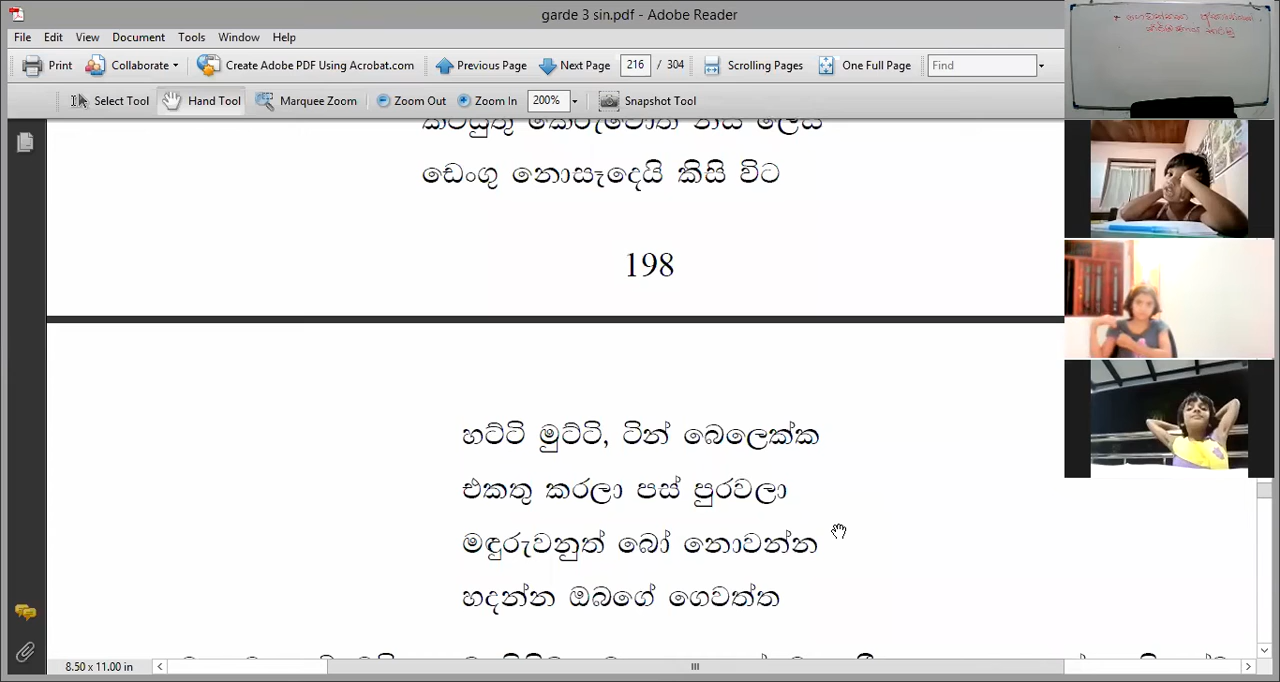 garde 3 sin.pdf - Adobe Reader
File Edit View Document Tools Window Help
Print Collaborate Create Adobe PDF Using Acrobat.com Previous Page Next Page 216 / 304 Scrolling Pages One Full Page Find
Select Tool Hand Tool Marquee Zoom Zoom Out Zoom In 200% Snapshot Tool
ඩෙංගු නොසෑදෙයි කිසි විට
198
හට්ටි මුට්ටි, ටින් බෙලෙක්ක
එකතු කරලා පස් පුරවලා
මඳුරුවනුත් බෝ නොවන්න
හදන්න ඔබගේ ගෙවත්ත
8.50 x 11.00 in